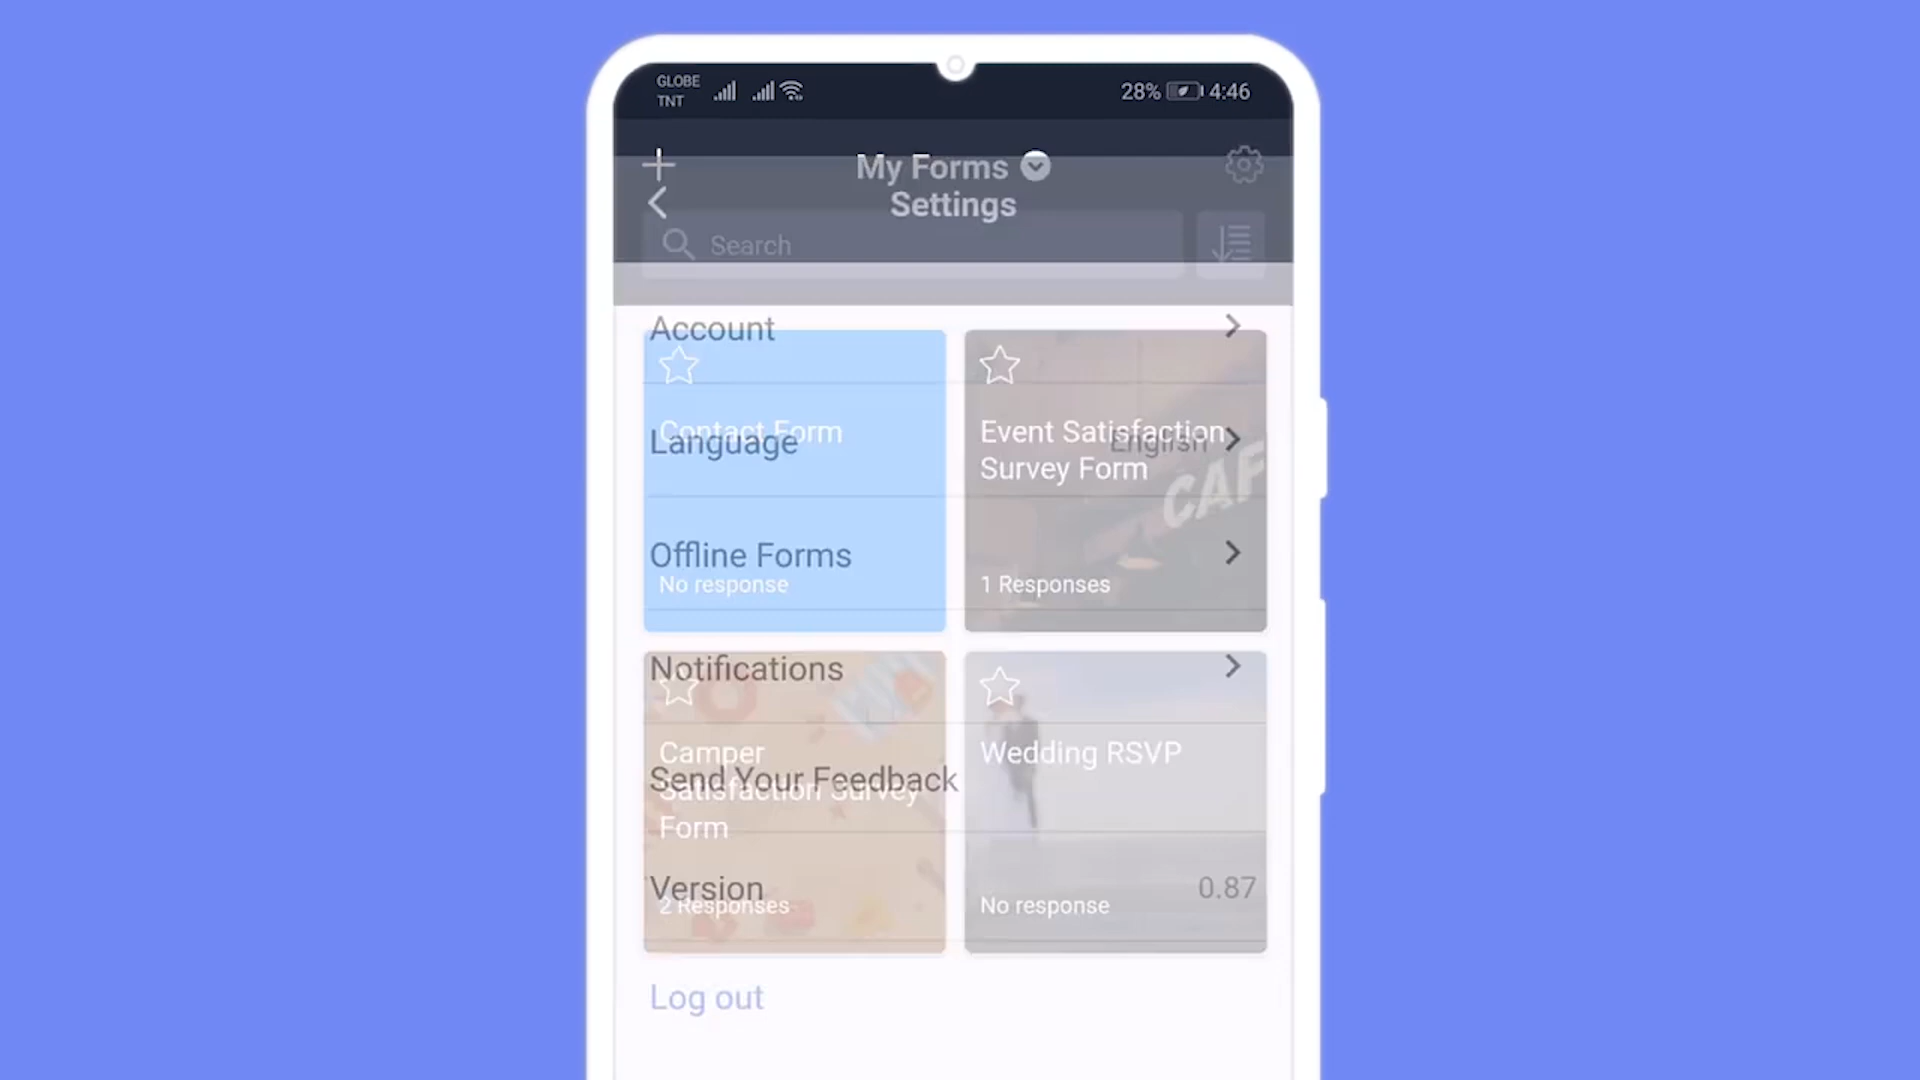 GLOBE
TNT
28% 4:46
My Forms
Settings
Search
Account
Contact Form
Language
Event Satisfaction
Survey Form
English
CAF
Offline Forms
No response
1 Responses
Notifications
Camper
Satisfaction Survey
Form
Send Your Feedback
Wedding RSVP
Version
0.87
2 Responses
No response
Log out